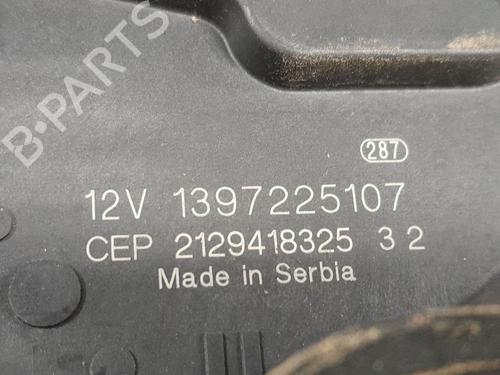 B-PARTS
287
12V 1397225107
CEP 2129418325 3 2
Made in Serbia